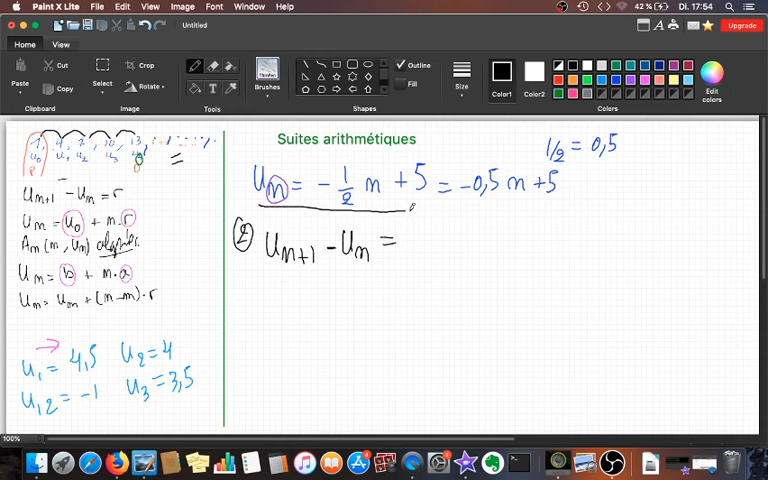 Paint X Lite File Edit View Image Font Window Help 42 % Di. 17:54
Untitled
Home View Upgrade
Paste Cut Copy Clipboard
Select Crop Rotate Image
Tools
Brushes
Shapes Outline Fill
Size
Color1 Color2 Edit colors Colors
1, 4, 7, 10, 13,
u0 u1 u2 u3
Un+1 - Un = r
Un = U0 + n.r
An(n, Un)
Un = b + n.a
Un = Um + (n-m).r
U1 = 4,5 U2 = 4
U12 = -1 U3 = 3,5
Suites arithmétiques
1/2 = 0,5
Un = -1/2 n + 5 = -0,5n + 5
② Un+1 - Un =
100%